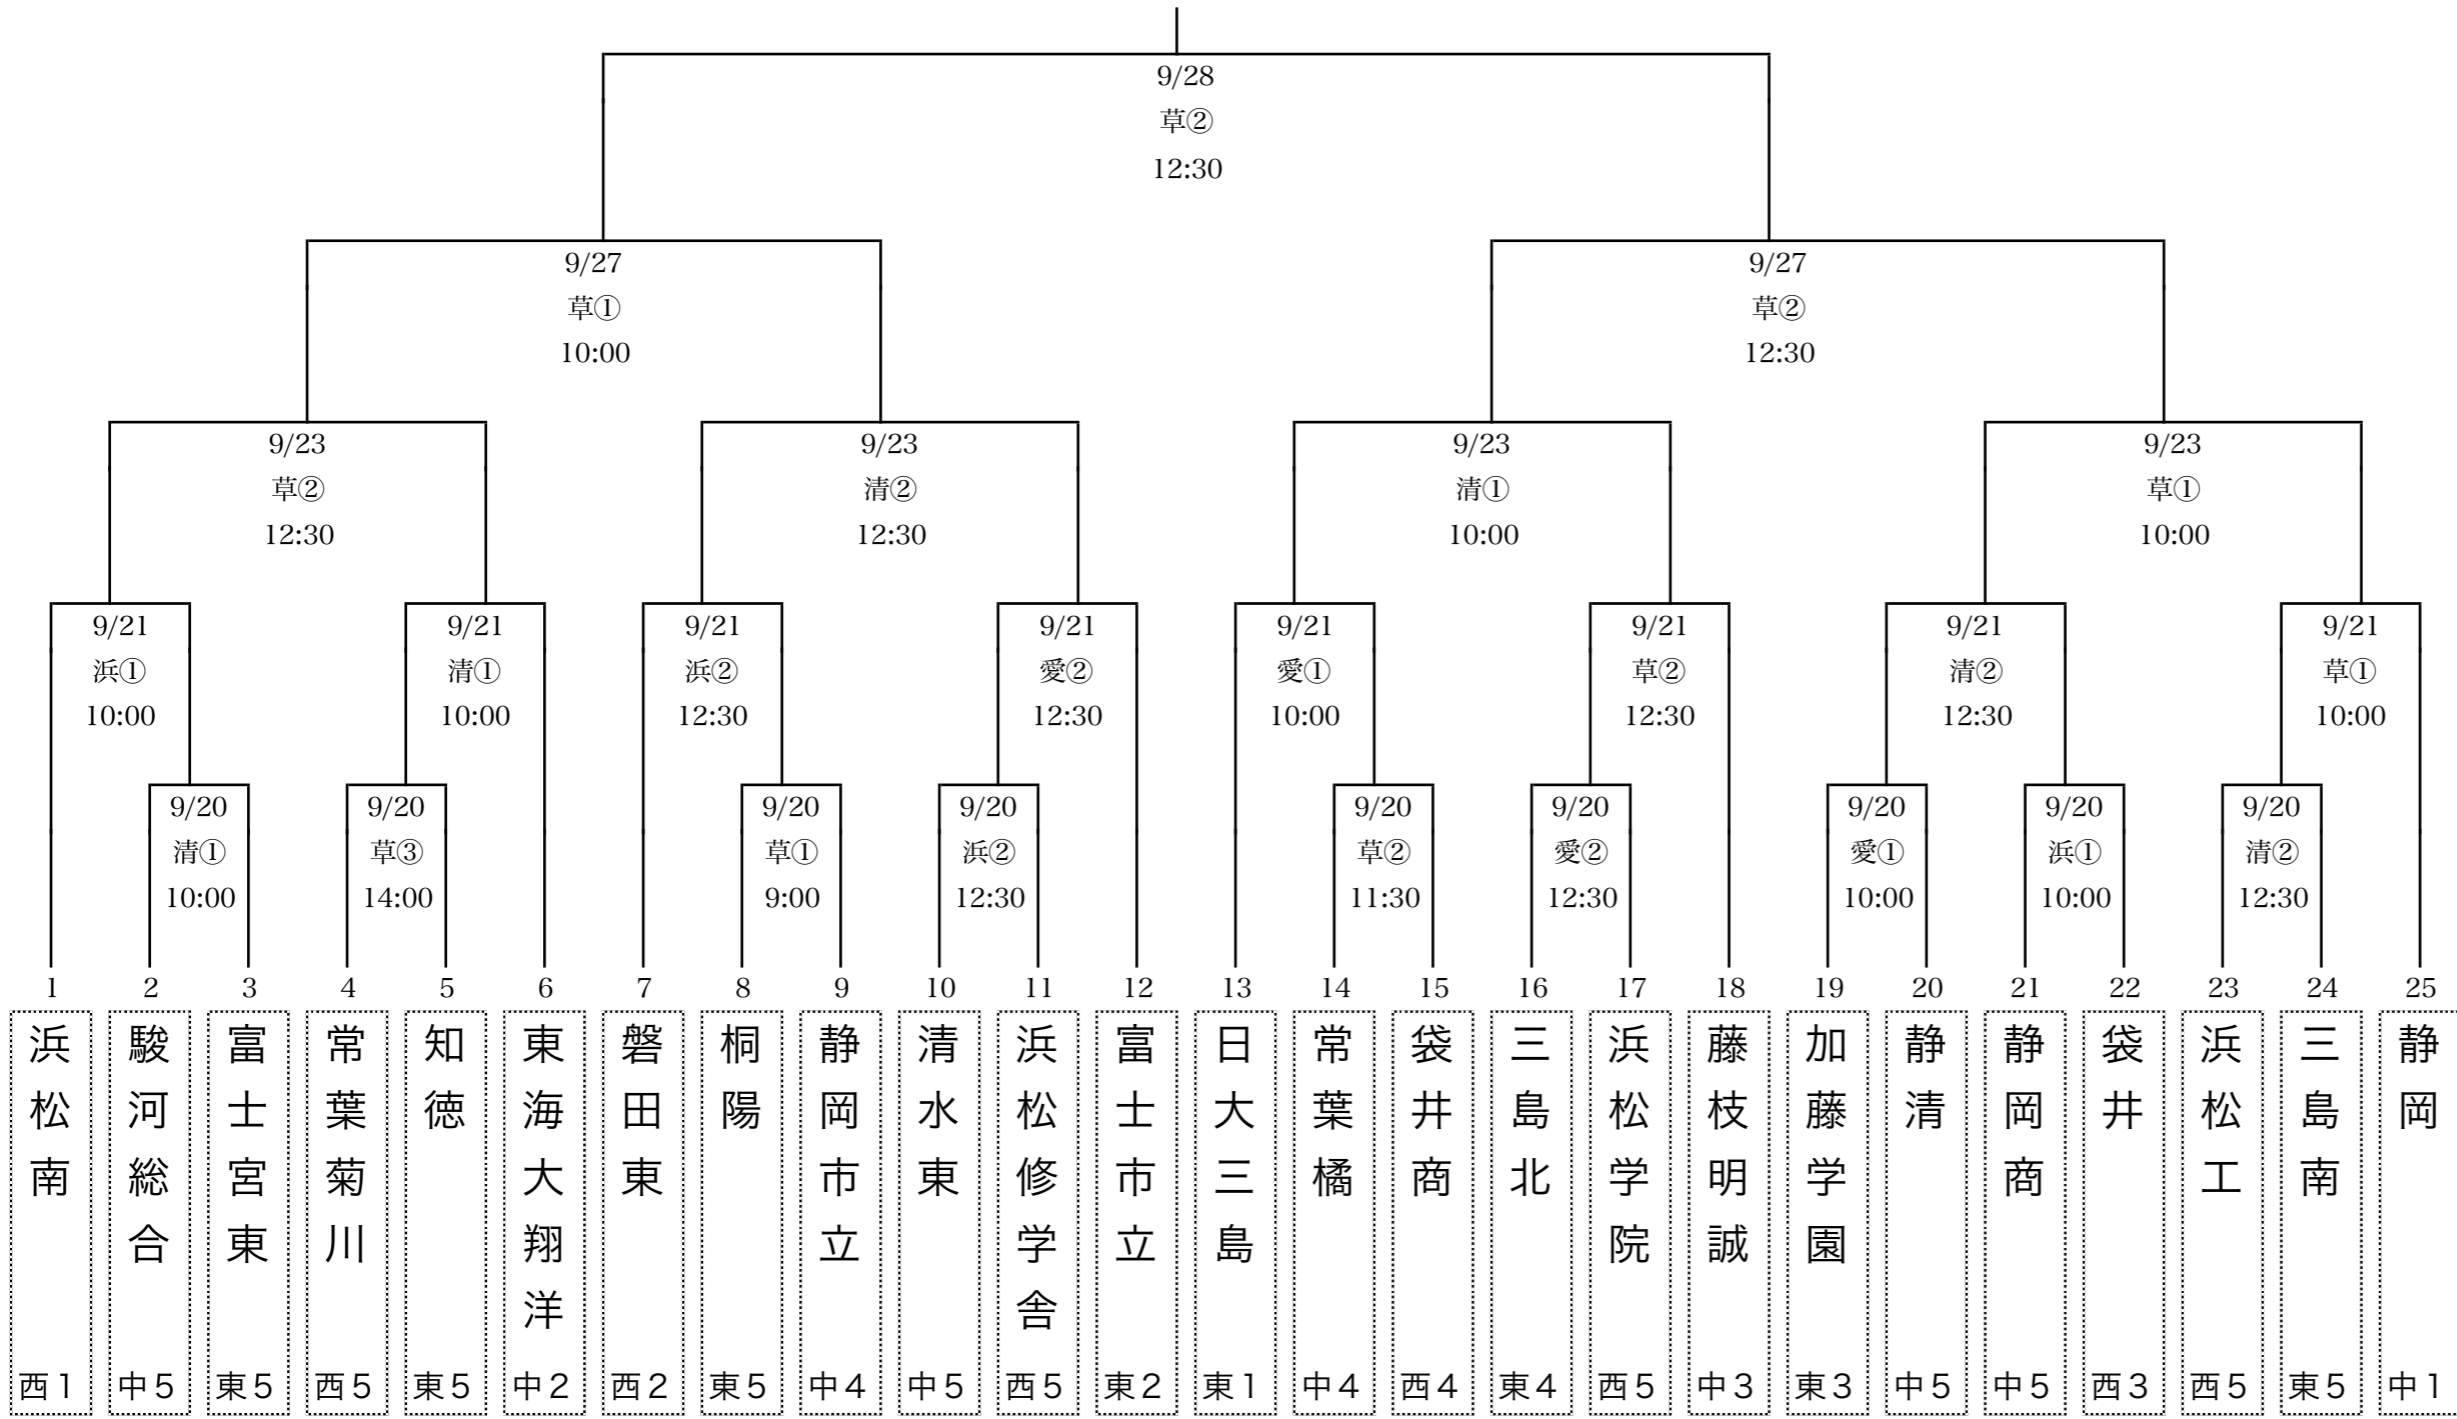 9/28
草②
12:30
9/27
草①
10:00
9/27
草②
12:30
9/23
草②
12:30
9/23
清②
12:30
9/23
清①
10:00
9/23
草①
10:00
9/21
浜①
10:00
9/21
清①
10:00
9/21
浜②
12:30
9/21
愛②
12:30
9/21
愛①
10:00
9/21
草②
12:30
9/21
清②
12:30
9/21
草①
10:00
9/20
清①
10:00
9/20
草③
14:00
9/20
草①
9:00
9/20
浜②
12:30
9/20
草②
11:30
9/20
愛②
12:30
9/20
愛①
10:00
9/20
浜①
10:00
9/20
清②
12:30
1
浜松南
西1
2
駿河総合
中5
3
富士宮東
東5
4
常葉菊川
西5
5
知徳
東5
6
東海大翔洋
中2
7
磐田東
西2
8
桐陽
東5
9
静岡市立
中4
10
清水東
中5
11
浜松修学舎
西5
12
富士市立
東2
13
日大三島
東1
14
常葉橘
中4
15
袋井商
西4
16
三島北
東4
17
浜松学院
西5
18
藤枝明誠
中3
19
加藤学園
東3
20
静清
中5
21
静岡商
中5
22
袋井
西3
23
浜松工
西5
24
三島南
東5
25
静岡
中1